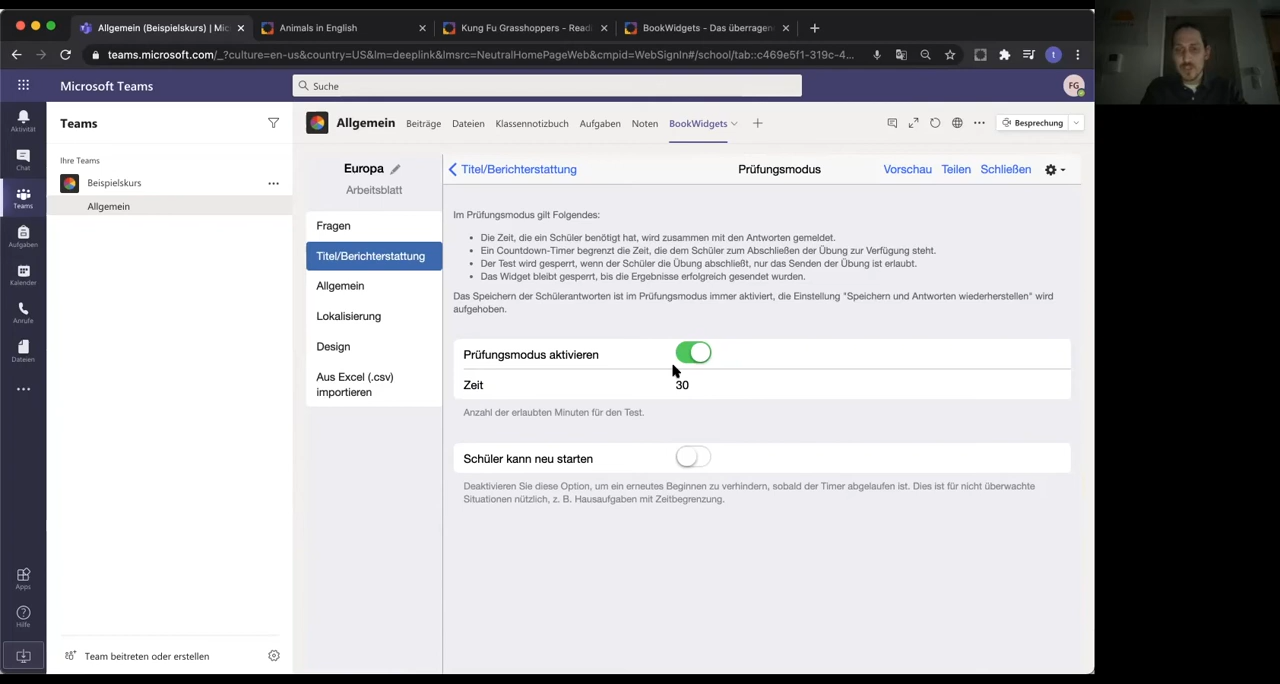 Allgemein (Beispielskurs) | Mic
Animals in English
Kung Fu Grasshoppers - Readi
BookWidgets - Das überragen
teams.microsoft.com/_?culture=en-us&country=US&lm=deeplink&lmsrc=NeutralHomePageWeb&cmpid=WebSignIn#/school/tab::c469e5f1-319c-4...
Microsoft Teams
Suche
FG
Aktivität
Chat
Teams
Aufgaben
Kalender
Anrufe
Dateien
Apps
Hilfe
Teams
Ihre Teams
Beispielkurs
Allgemein
Team beitreten oder erstellen
Allgemein
Beiträge
Dateien
Klassennotizbuch
Aufgaben
Noten
BookWidgets
Besprechung
Europa
Arbeitsblatt
Fragen
Titel/Berichterstattung
Allgemein
Lokalisierung
Design
Aus Excel (.csv)
importieren
Titel/Berichterstattung
Prüfungsmodus
Vorschau
Teilen
Schließen
Im Prüfungsmodus gilt Folgendes:
• Die Zeit, die ein Schüler benötigt hat, wird zusammen mit den Antworten gemeldet.
• Ein Countdown-Timer begrenzt die Zeit, die dem Schüler zum Abschließen der Übung zur Verfügung steht.
• Der Test wird gesperrt, wenn der Schüler die Übung abschließt, nur das Senden der Übung ist erlaubt.
• Das Widget bleibt gesperrt, bis die Ergebnisse erfolgreich gesendet wurden.
Das Speichern der Schülerantworten ist im Prüfungsmodus immer aktiviert, die Einstellung "Speichern und Antworten wiederherstellen" wird
aufgehoben.
Prüfungsmodus aktivieren
Zeit 30
Anzahl der erlaubten Minuten für den Test.
Schüler kann neu starten
Deaktivieren Sie diese Option, um ein erneutes Beginnen zu verhindern, sobald der Timer abgelaufen ist. Dies ist für nicht überwachte
Situationen nützlich, z. B. Hausaufgaben mit Zeitbegrenzung.